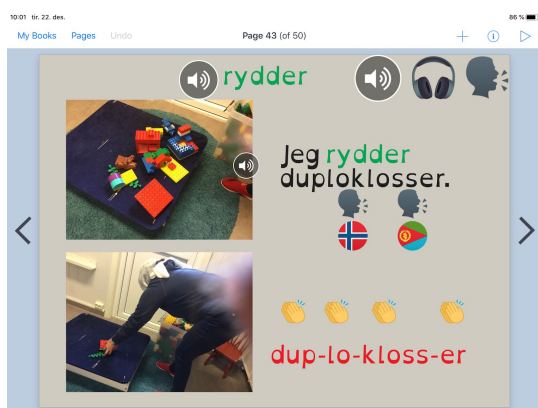 10:01 tir. 22. des.
86 %
My Books Pages Undo
Page 43 (of 50)
rydder
Jeg rydder
duploklosser.
dup-lo-kloss-er